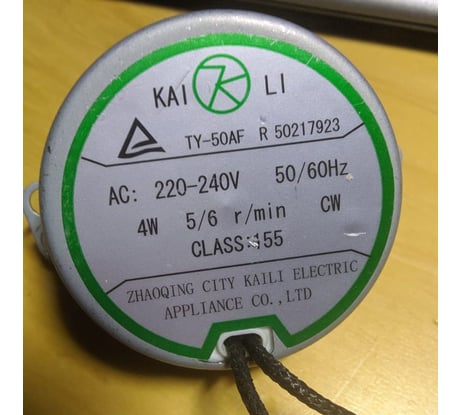 KAI LI
TY-50AF R 50217923
AC: 220-240V 50/60Hz
4W 5/6 r/min CW
CLASS:155
ZHAOQING CITY KAILI ELECTRIC
APPLIANCE CO.,LTD